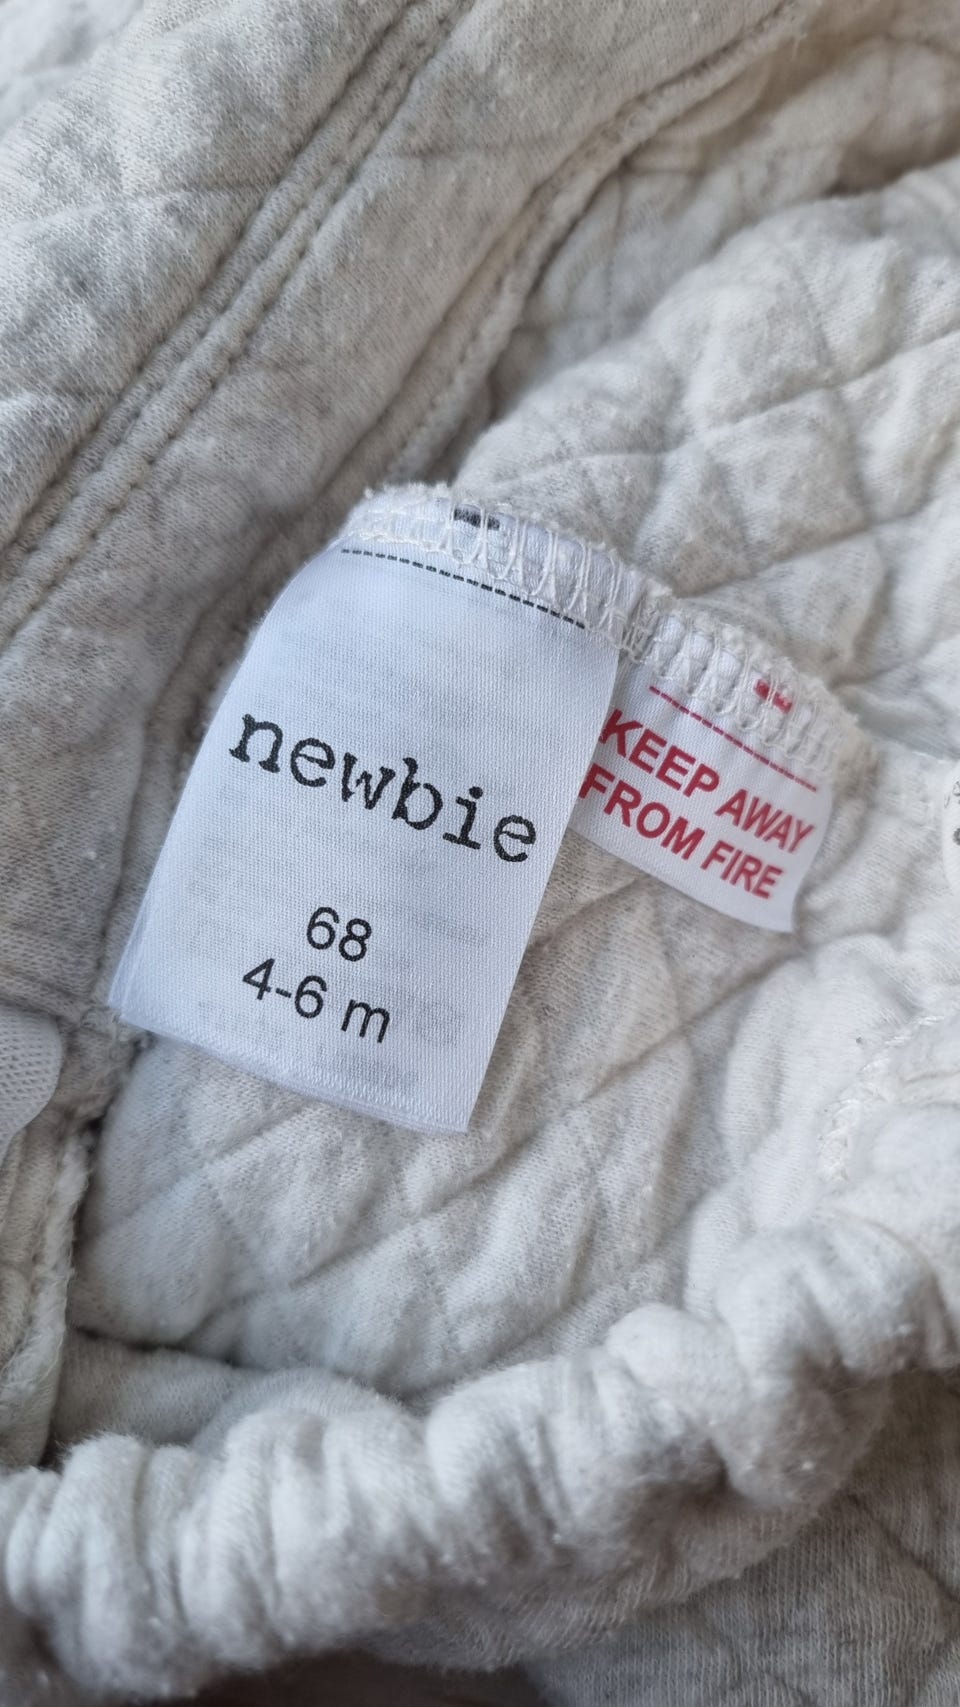 newbie
68
4-6 m
KEEP AWAY
FROM FIRE